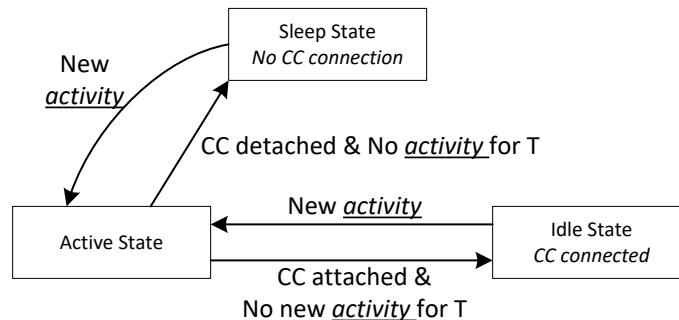 Sleep State
No CC connection
New
activity
CC detached & No activity for T
New activity
Active State
Idle State
CC connected
CC attached &
No new activity for T